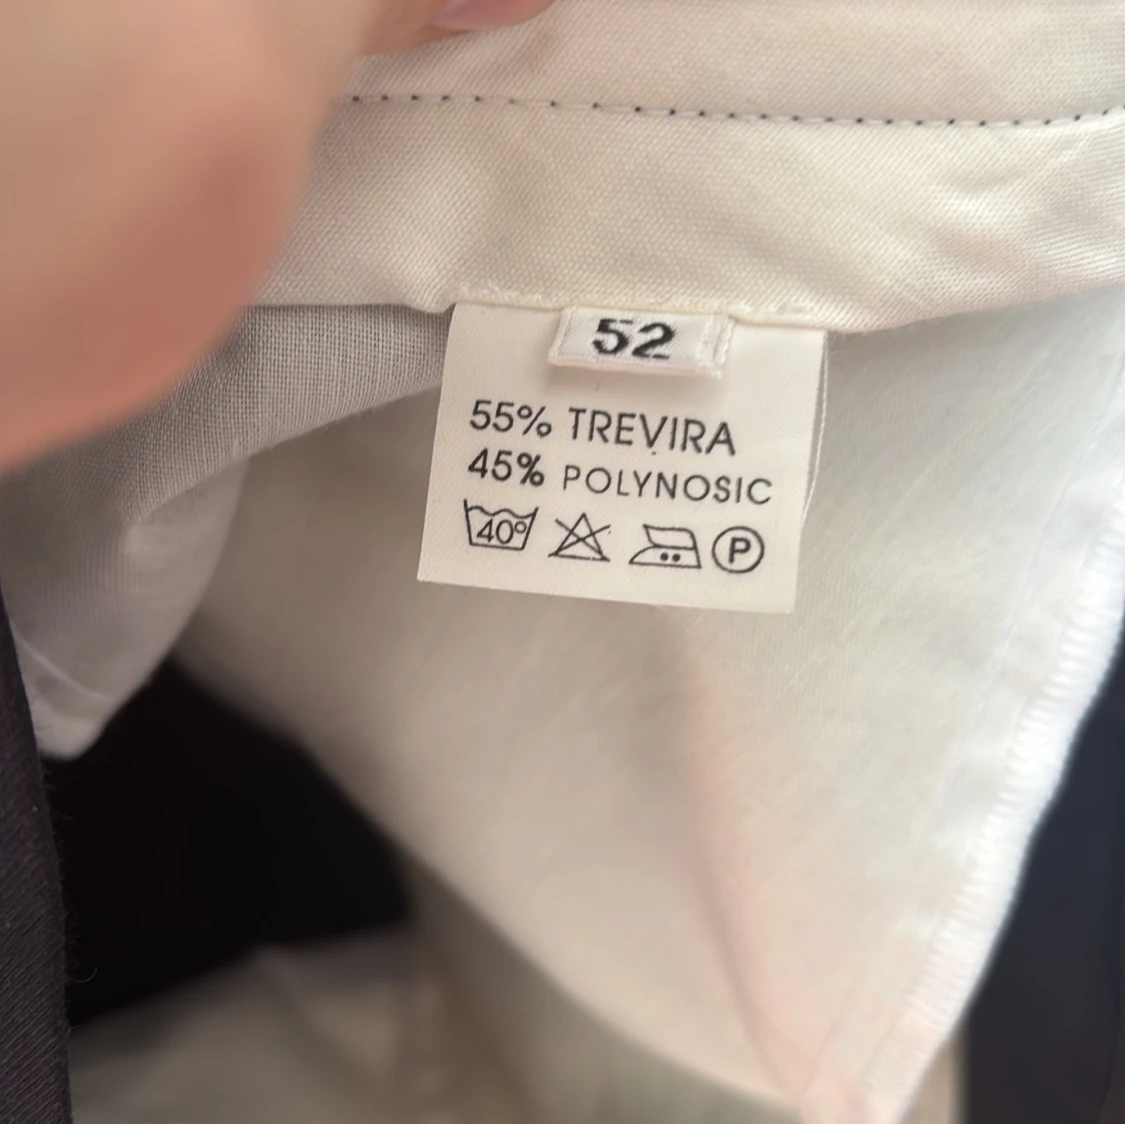 52
55% TREVIRA
45% POLYNOSIC
40° P